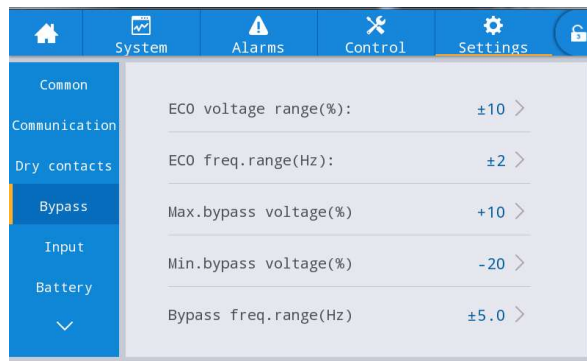 System Alarms Control Settings
Common
Communication
Dry contacts
Bypass
Input
Battery
ECO voltage range(%): ±10
ECO freq.range(Hz): ±2
Max.bypass voltage(%) +10
Min.bypass voltage(%) -20
Bypass freq.range(Hz) ±5.0